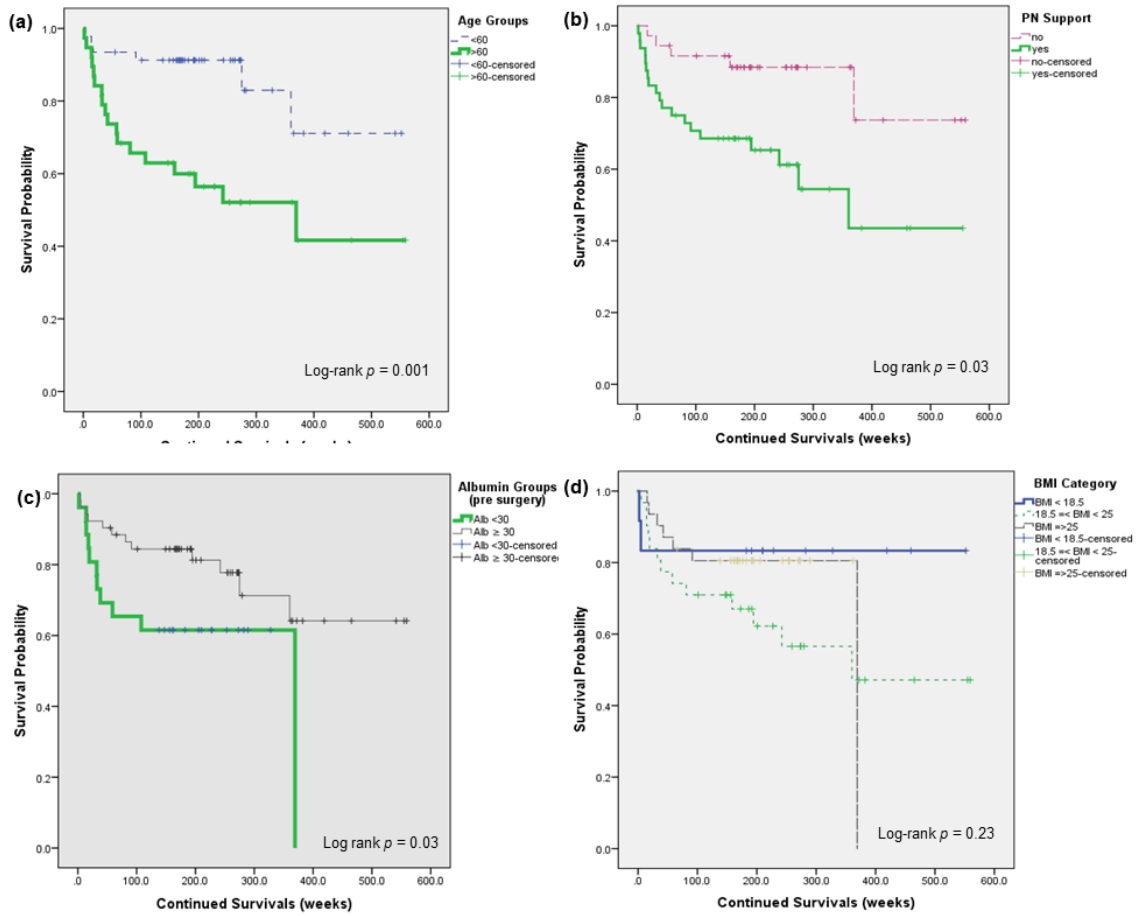 (a)
Age Groups
<60
>60
<60-censored
>60-censored
Survival Probability
1.0
0.8
0.6
0.4
0.2
0.0
Log-rank p = 0.001
.0 100.0 200.0 300.0 400.0 500.0 600.0
(b)
PN Support
no
yes
no-censored
yes-censored
Survival Probability
1.0
0.8
0.6
0.4
0.2
0.0
Log rank p = 0.03
.0 100.0 200.0 300.0 400.0 500.0 600.0
Continued Survivals (weeks)
(c)
Albumin Groups
(pre surgery)
Alb <30
Alb ≥ 30
Alb <30-censored
Alb ≥ 30-censored
Survival Probability
1.0
0.8
0.6
0.4
0.2
0.0
Log rank p = 0.03
.0 100.0 200.0 300.0 400.0 500.0 600.0
Continued Survivals (weeks)
(d)
BMI Category
BMI < 18.5
18.5 =< BMI < 25
BMI =>25
BMI < 18.5-censored
18.5 =< BMI < 25-
censored
BMI =>25-censored
Survival Probability
1.0
0.8
0.6
0.4
0.2
0.0
Log-rank p = 0.23
.0 100.0 200.0 300.0 400.0 500.0 600.0
Continued Survivals (weeks)